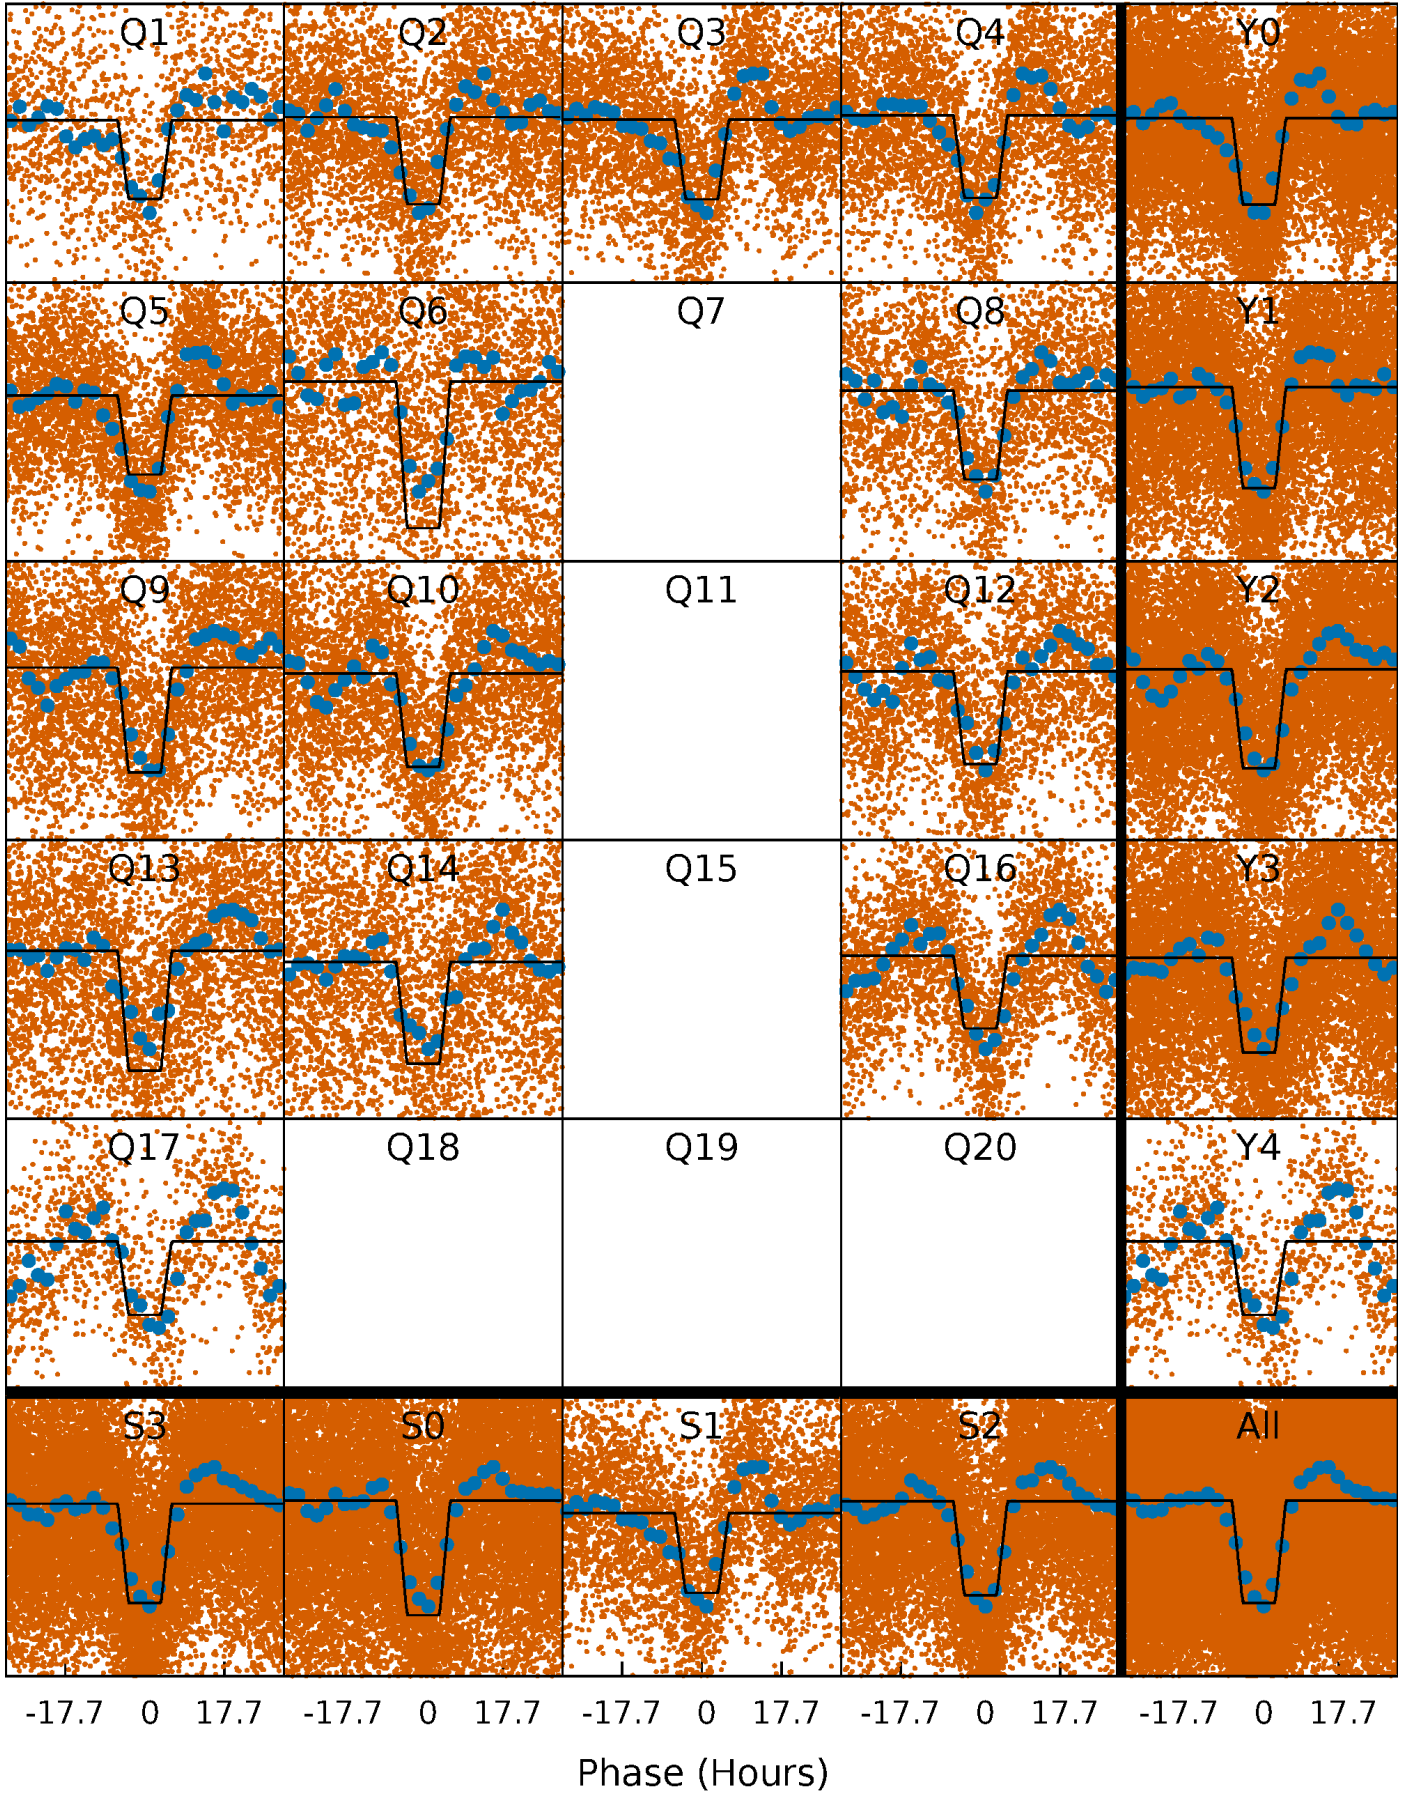 Q1 Q2 Q3 Q4 Y0
Q5 Q6 Q7 Q8 Y1
Q9 Q10 Q11 Q12 Y2
Q13 Q14 Q15 Q16 Y3
Q17 Q18 Q19 Q20 Y4
S3 S0 S1 S2 All
-17.7 0 17.7 -17.7 0 17.7 -17.7 0 17.7 -17.7 0 17.7 -17.7 0 17.7
Phase (Hours)